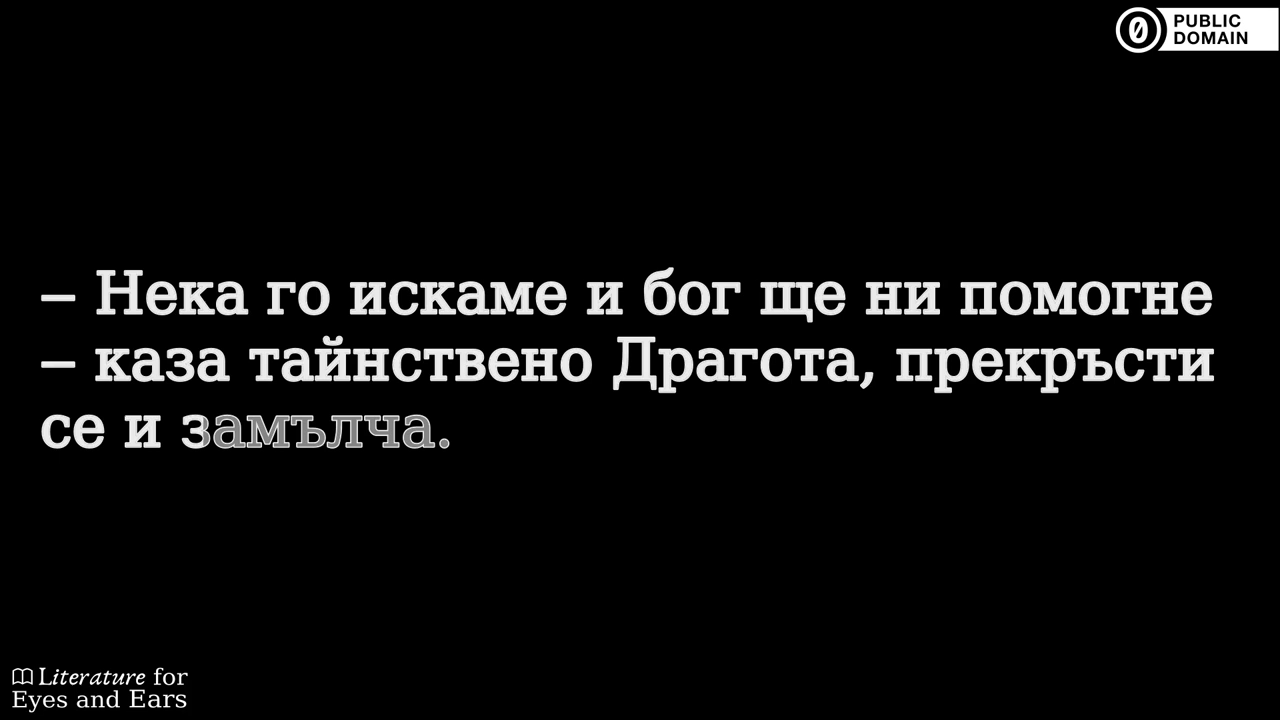 PUBLIC
DOMAIN
– Нека го искаме и бог ще ни помогне
– каза тайнствено Драгота, прекръсти
се и замълча.
Literature for
Eyes and Ears